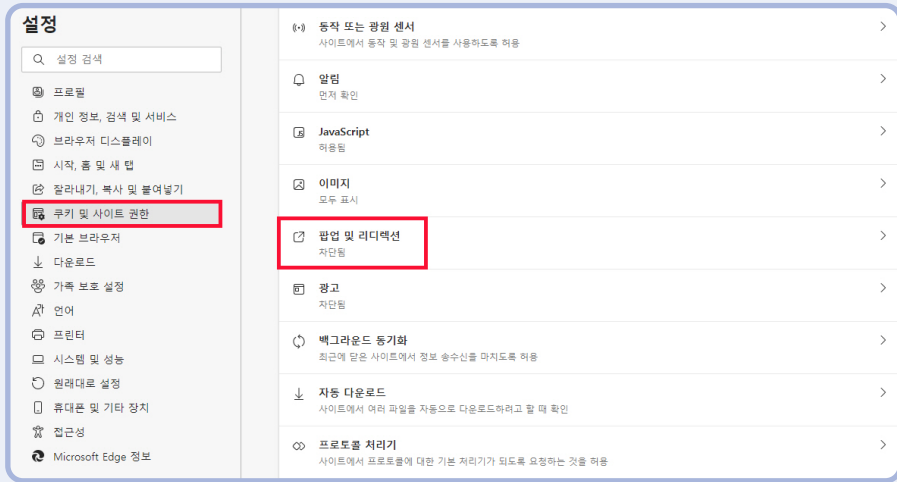 설정
설정 검색
프로필
개인 정보, 검색 및 서비스
브라우저 디스플레이
시작, 홈 및 새 탭
잘라내기, 복사 및 붙여넣기
쿠키 및 사이트 권한
기본 브라우저
다운로드
가족 보호 설정
언어
프린터
시스템 및 성능
원래대로 설정
휴대폰 및 기타 장치
접근성
Microsoft Edge 정보
동작 또는 광원 센서
사이트에서 동작 및 광원 센서를 사용하도록 허용
알림
먼저 확인
JavaScript
허용됨
이미지
모두 표시
팝업 및 리디렉션
차단됨
광고
차단됨
백그라운드 동기화
최근에 닫은 사이트에서 정보 송수신을 마치도록 허용
자동 다운로드
사이트에서 여러 파일을 자동으로 다운로드하려고 할 때 확인
프로토콜 처리기
사이트에서 프로토콜에 대한 기본 처리기가 되도록 요청하는 것을 허용